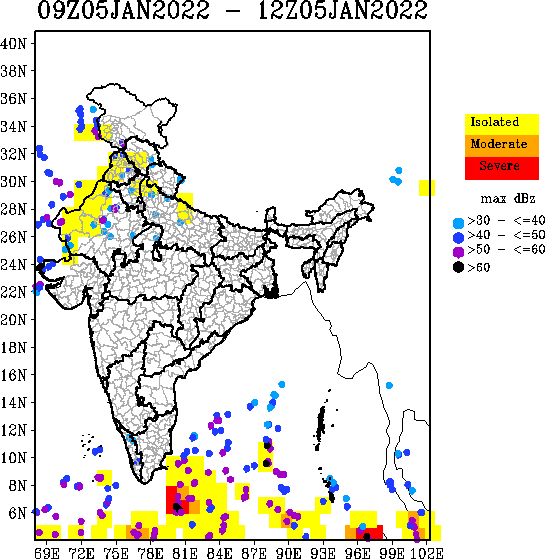 09Z05JAN2022 - 12Z05JAN2022
40N
38N
36N
34N
32N
30N
28N
26N
24N
22N
20N
18N
16N
14N
12N
10N
8N
6N
69E 72E 75E 78E 81E 84E 87E 90E 93E 96E 99E 102E
Isolated
Moderate
Severe
max dBz
>30 - <=40
>40 - <=50
>50 - <=60
>60